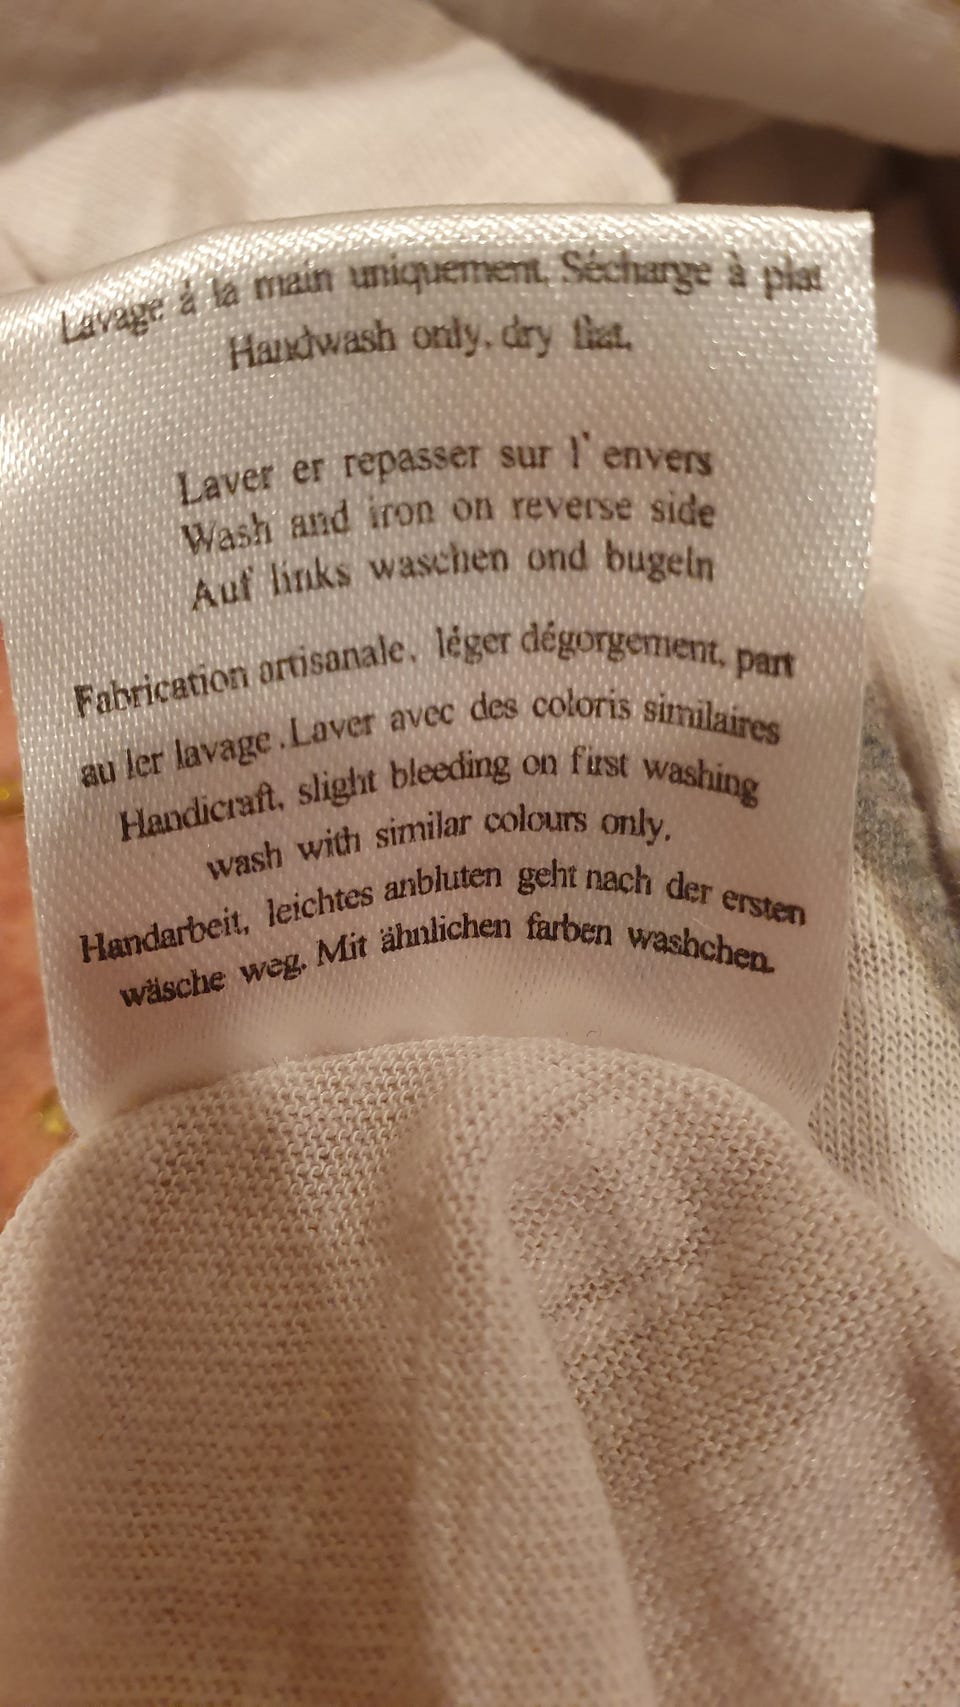 Lavage à la main uniquement. Sécharge à plat
Handwash only. dry flat.
Laver er repasser sur l' envers
Wash and iron on reverse side
Auf links waschen ond bugeln
Fabrication artisanale, léger dégorgement, part
au ler lavage .Laver avec des coloris similaires
Handicraft, slight bleeding on first washing
wash with similar colours only.
Handarbeit, leichtes anbluten geht nach der ersten
wäsche weg. Mit ähnlichen farben washchen.